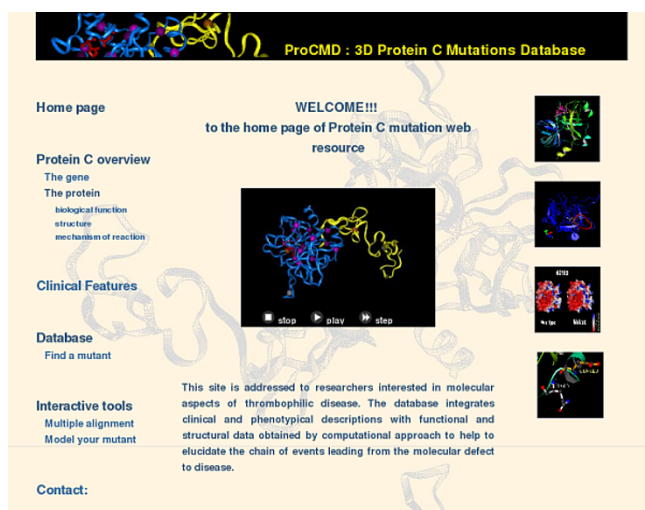 ProCMD : 3D Protein C Mutations Database
Home page
WELCOME!!!
to the home page of Protein C mutation web
resource
Protein C overview
The gene
The protein
biological function
structure
mechanism of reaction
Clinical Features
stop play step
Database
Find a mutant
This site is addressed to researchers interested in molecular
aspects of thrombophilic disease. The database integrates
clinical and phenotypical descriptions with functional and
structural data obtained by computational approach to help to
elucidate the chain of events leading from the molecular defect
to disease.
Interactive tools
Multiple alignment
Model your mutant
Contact: